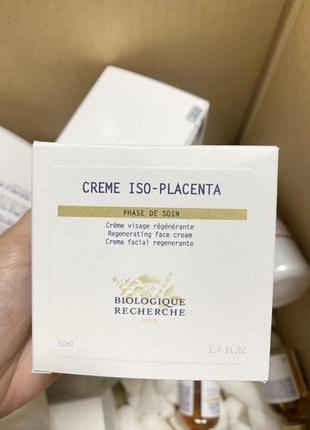 CREME ISO-PLACENTA
PHASE DE SOIN
Crème visage régénérante
Regenerating face cream
Crema facial regenerante
BIOLOGIQUE
RECHERCHE
PARIS
50ml 1.7 FL.OZ